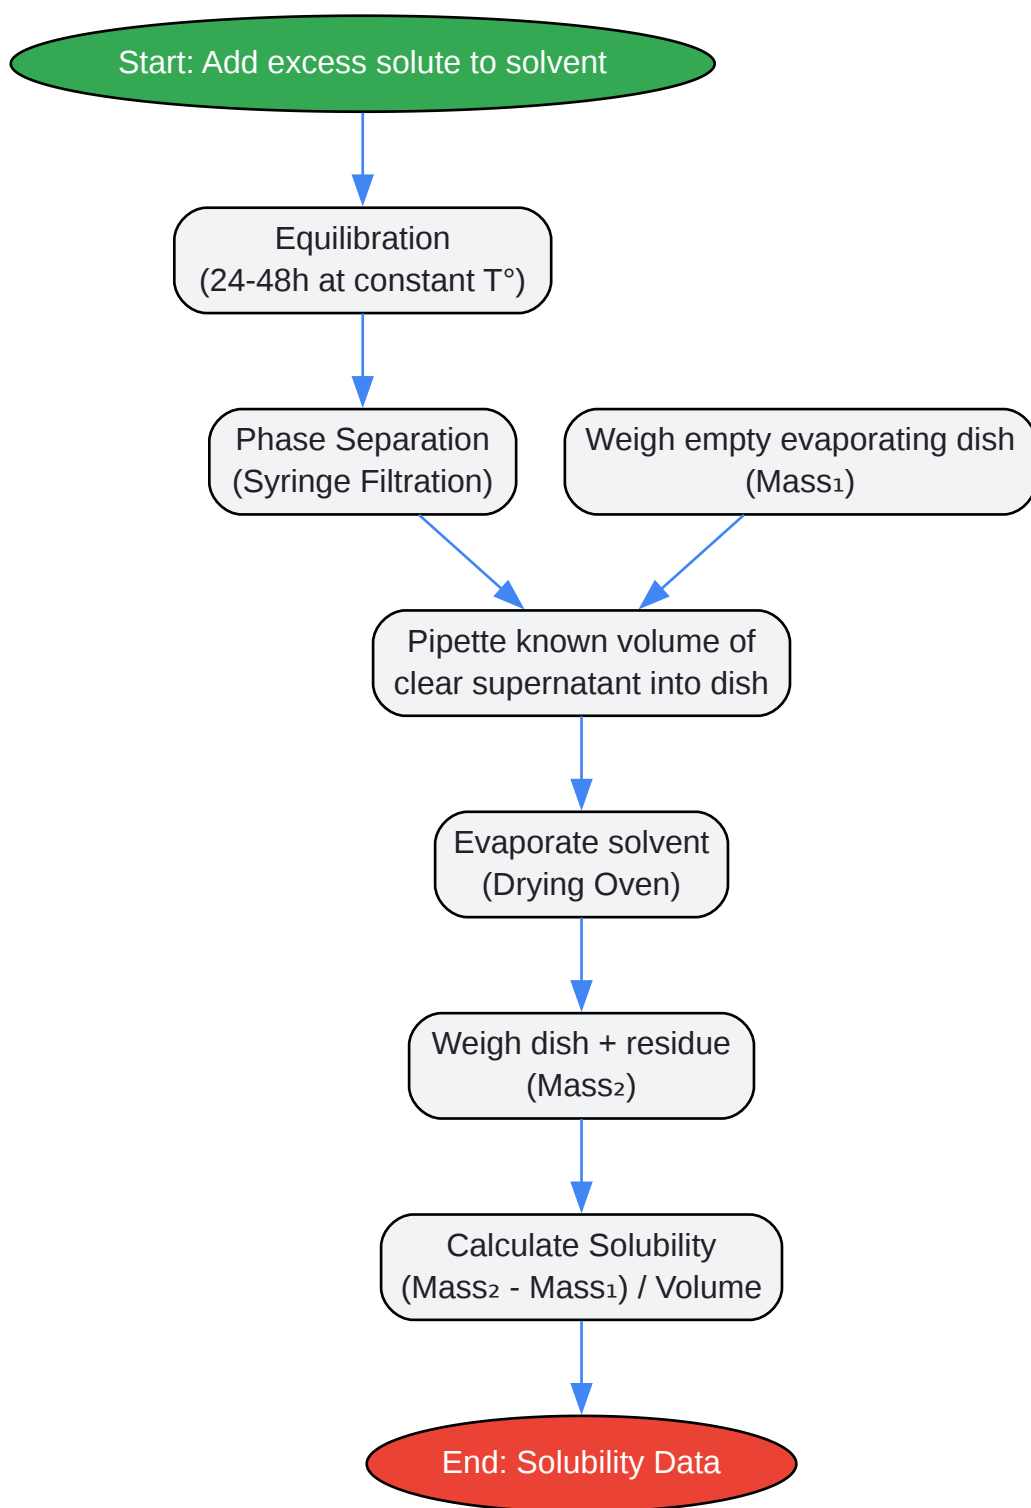 Start: Add excess solute to solvent
Equilibration
(24-48h at constant T°)
Phase Separation
(Syringe Filtration)
Weigh empty evaporating dish
(Mass₁)
Pipette known volume of
clear supernatant into dish
Evaporate solvent
(Drying Oven)
Weigh dish + residue
(Mass₂)
Calculate Solubility
(Mass₂ - Mass₁) / Volume
End: Solubility Data